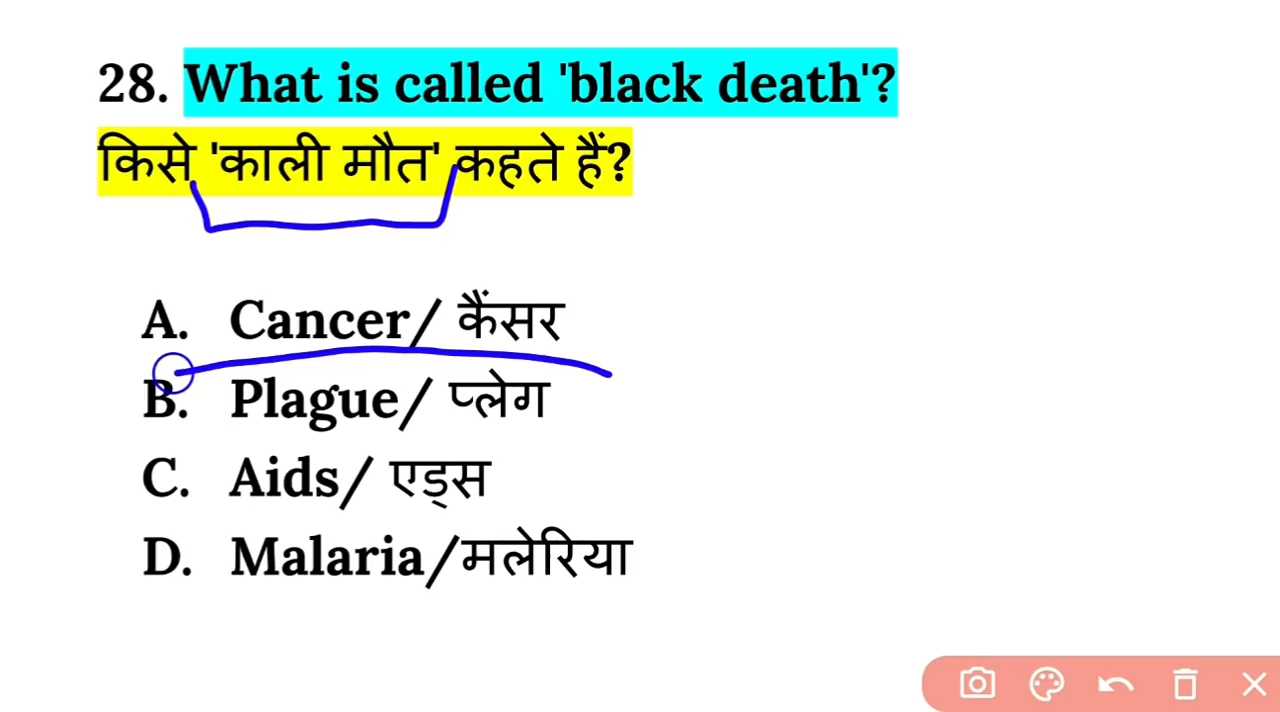 28. What is called 'black death'?
किसे 'काली मौत' कहते हैं?
A. Cancer/ कैंसर
B. Plague/ प्लेग
C. Aids/ एड्स
D. Malaria/मलेरिया